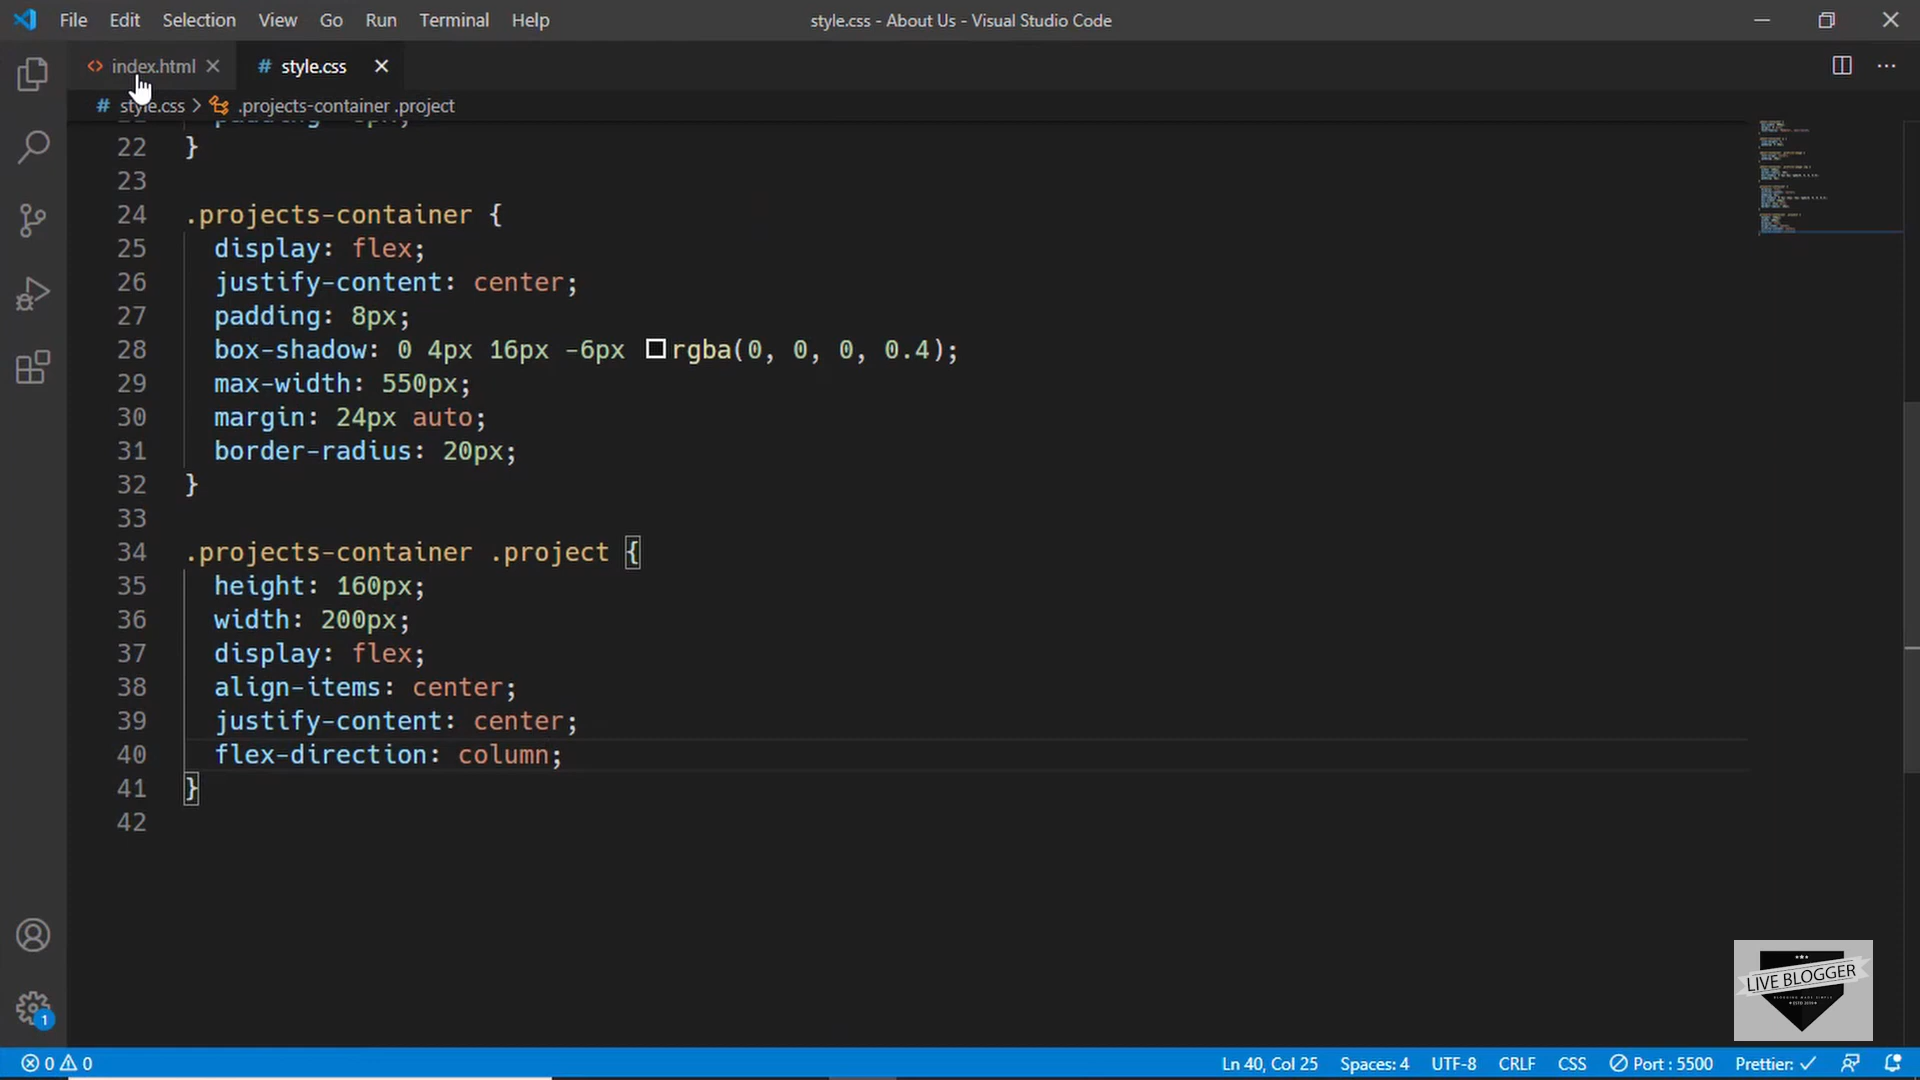 File Edit Selection View Go Run Terminal Help style.css - About Us - Visual Studio Code
index.html style.css
# style.css > .projects-container .project
22 }
23
24 .projects-container {
25 display: flex;
26 justify-content: center;
27 padding: 8px;
28 box-shadow: 0 4px 16px -6px rgba(0, 0, 0, 0.4);
29 max-width: 550px;
30 margin: 24px auto;
31 border-radius: 20px;
32 }
33
34 .projects-container .project {
35 height: 160px;
36 width: 200px;
37 display: flex;
38 align-items: center;
39 justify-content: center;
40 flex-direction: column;
41 }
42
LIVE BLOGGER
1
0 0 Ln 40, Col 25 Spaces: 4 UTF-8 CRLF CSS Port : 5500 Prettier: ✓